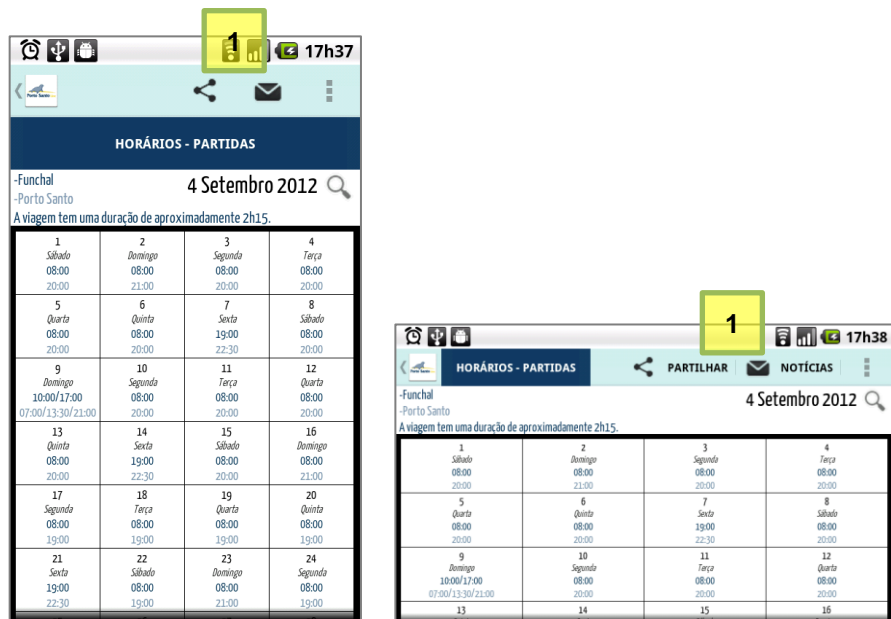 1
17h37
Porto Santo
HORÁRIOS - PARTIDAS
-Funchal
4 Setembro 2012
-Porto Santo
A viagem tem uma duração de aproximadamente 2h15.
1 2 3 4
Sábado Domingo Segunda Terça
08:00 08:00 08:00 08:00
20:00 21:00 20:00 20:00
5 6 7 8
Quarta Quinta Sexta Sábado
08:00 08:00 19:00 08:00
20:00 20:00 22:30 20:00
9 10 11 12
Domingo Segunda Terça Quarta
10:00/17:00 08:00 08:00 08:00
07:00/13:30/21:00 20:00 20:00 20:00
13 14 15 16
Quinta Sexta Sábado Domingo
08:00 19:00 08:00 08:00
20:00 22:30 20:00 21:00
17 18 19 20
Segunda Terça Quarta Quinta
08:00 08:00 08:00 08:00
19:00 19:00 19:00 19:00
21 22 23 24
Sexta Sábado Domingo Segunda
19:00 08:00 08:00 08:00
22:30 19:00 21:00 19:00
1
17h38
HORÁRIOS - PARTIDAS PARTILHAR NOTÍCIAS
-Funchal
4 Setembro 2012
-Porto Santo
A viagem tem uma duração de aproximadamente 2h15.
1 2 3 4
Sábado Domingo Segunda Terça
08:00 08:00 08:00 08:00
20:00 21:00 20:00 20:00
5 6 7 8
Quarta Quinta Sexta Sábado
08:00 08:00 19:00 08:00
20:00 20:00 22:30 20:00
9 10 11 12
Domingo Segunda Terça Quarta
10:00/17:00 08:00 08:00 08:00
07:00/13:30/21:00 20:00 20:00 20:00
13 14 15 16